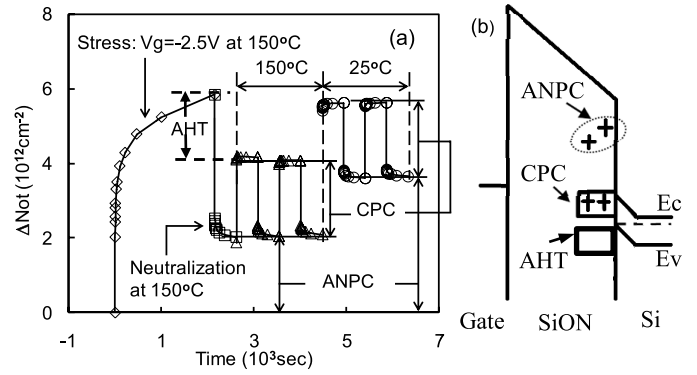 (a)
Stress: Vg=-2.5V at 150ºC
150ºC
25ºC
AHT
CPC
Neutralization
at 150ºC
ANPC
8
6
4
2
0
-1
1
3
5
7
ΔNot (10¹²cm⁻²)
Time (10³sec)
(b)
ANPC
CPC
AHT
Ec
Ev
Gate
SiON
Si